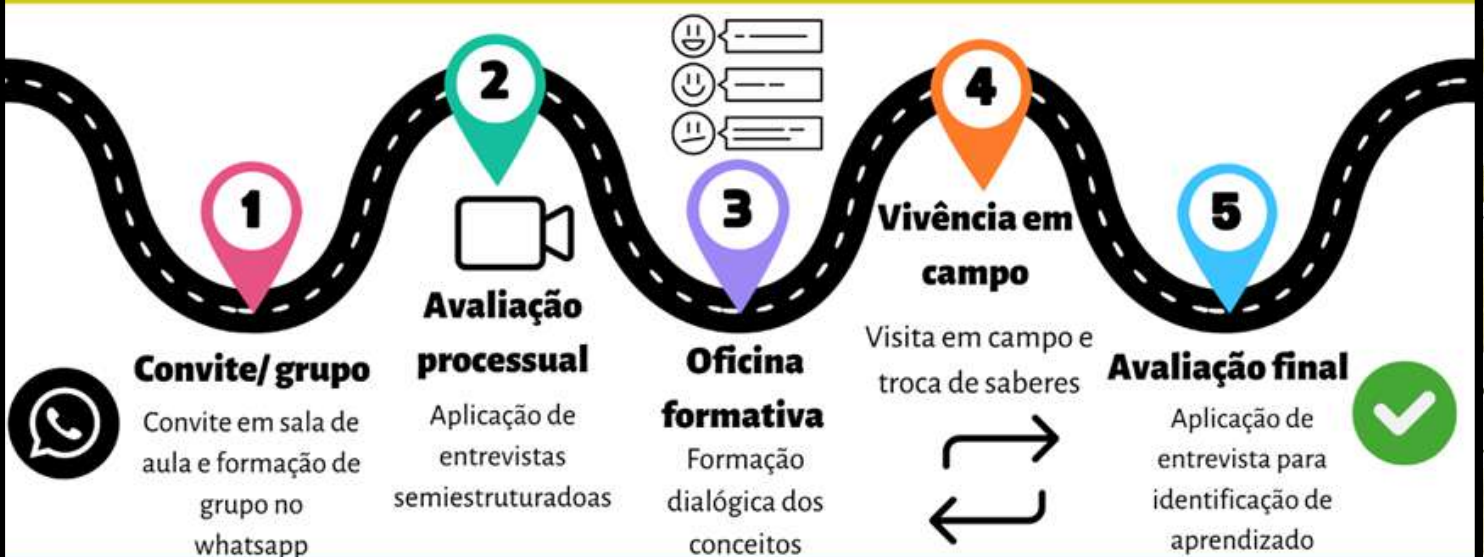 1
Convite/ grupo
Convite em sala de
aula e formação de
grupo no
whatsapp
2
Avaliação
processual
Aplicação de
entrevistas
semiestruturadoas
3
Oficina
formativa
Formação
dialógica dos
conceitos
4
Vivência em
campo
Visita em campo e
troca de saberes
5
Avaliação final
Aplicação de
entrevista para
identificação de
aprendizado